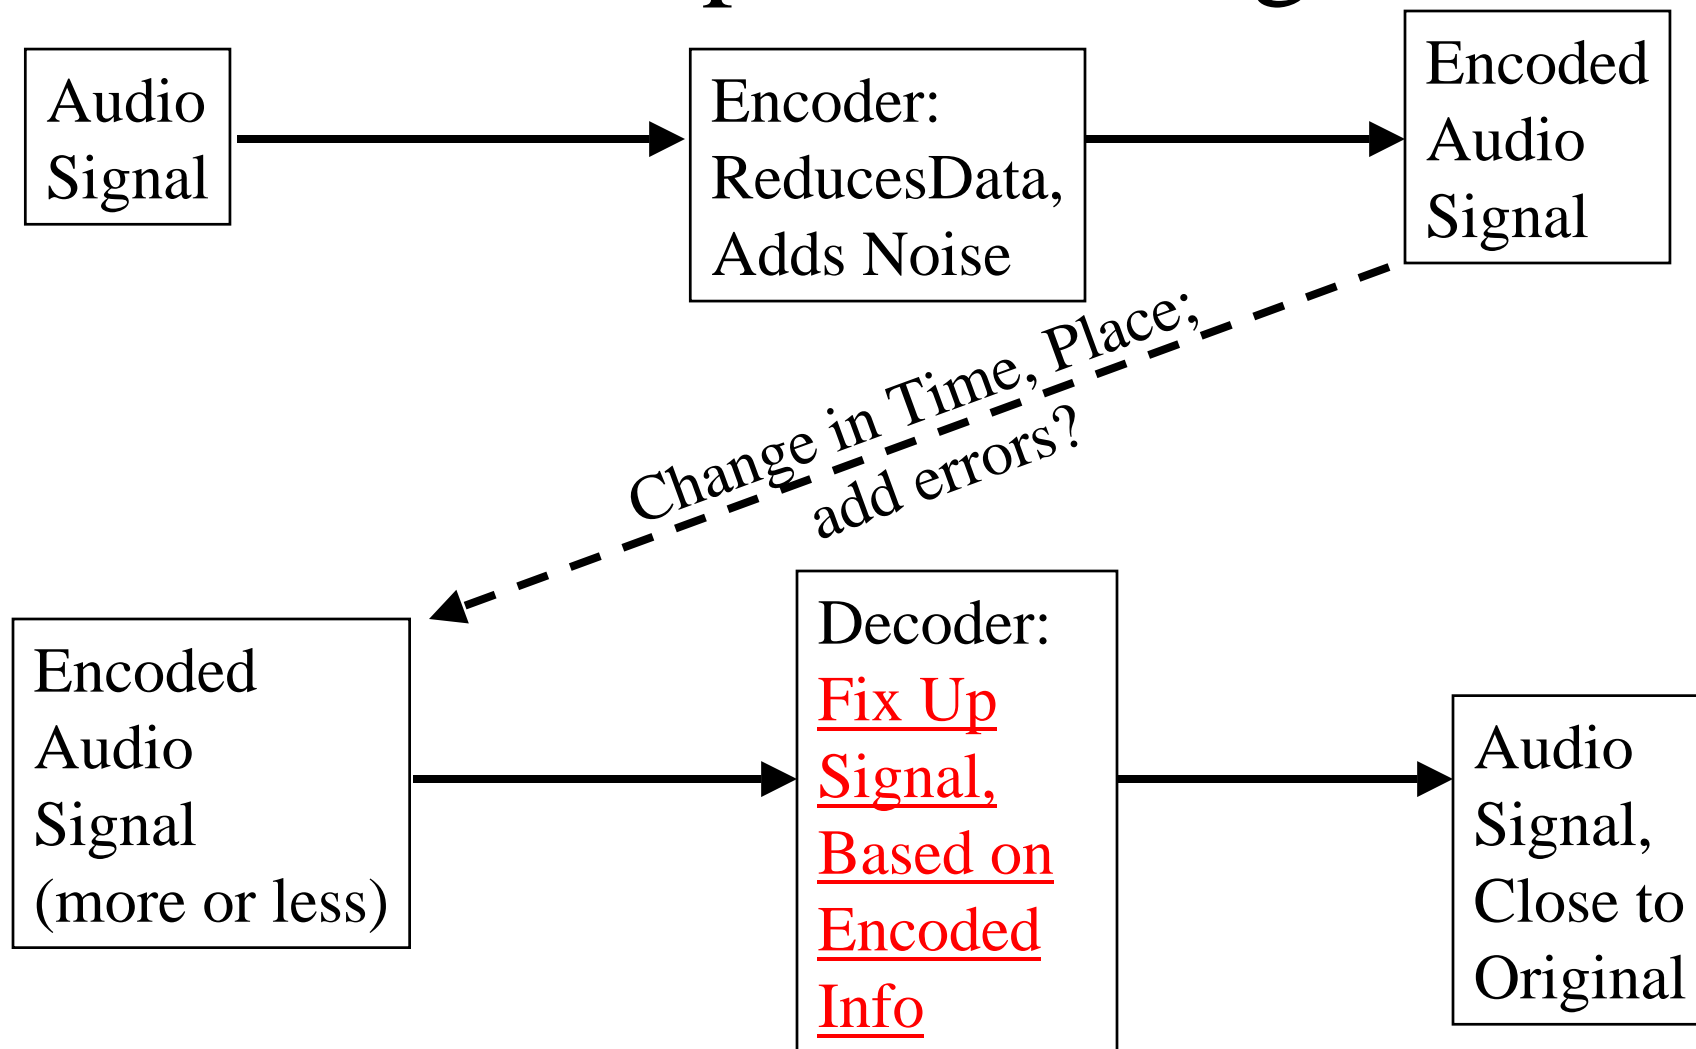 Audio
Signal
Encoder:
ReducesData,
Adds Noise
Encoded
Audio
Signal
Change in Time, Place;
add errors?
Encoded
Audio
Signal
(more or less)
Decoder:
Fix Up
Signal,
Based on
Encoded
Info
Audio
Signal,
Close to
Original